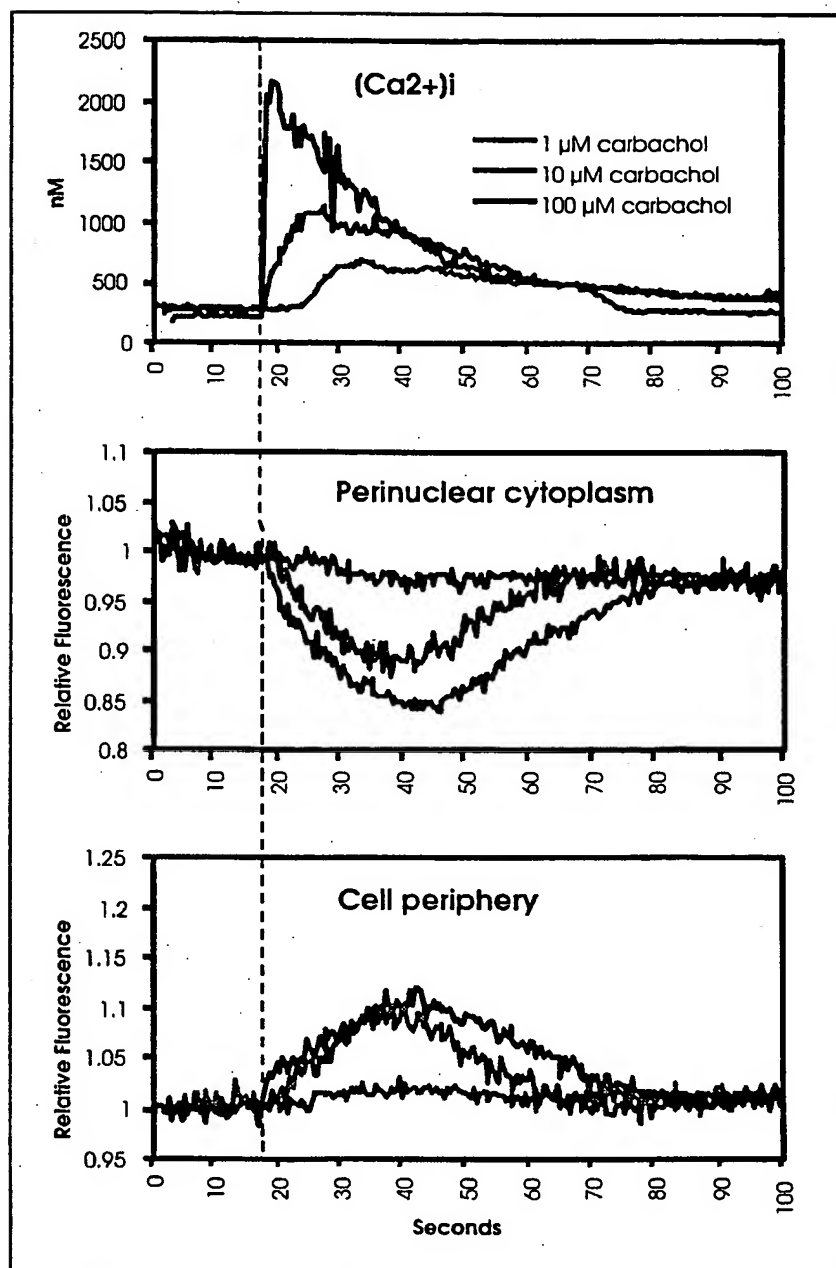 (Ca2+)i
2500
2000
1500
1000
500
0
nM
1 µM carbachol
10 µM carbachol
100 µM carbachol
0 10 20 30 40 50 60 70 80 90 100
Perinuclear cytoplasm
1.1
1.05
1
0.95
0.9
0.85
0.8
Relative Fluorescence
0 10 20 30 40 50 60 70 80 90 100
Cell periphery
1.25
1.2
1.15
1.1
1.05
1
0.95
Relative Fluorescence
0 10 20 30 40 50 60 70 80 90 100
Seconds